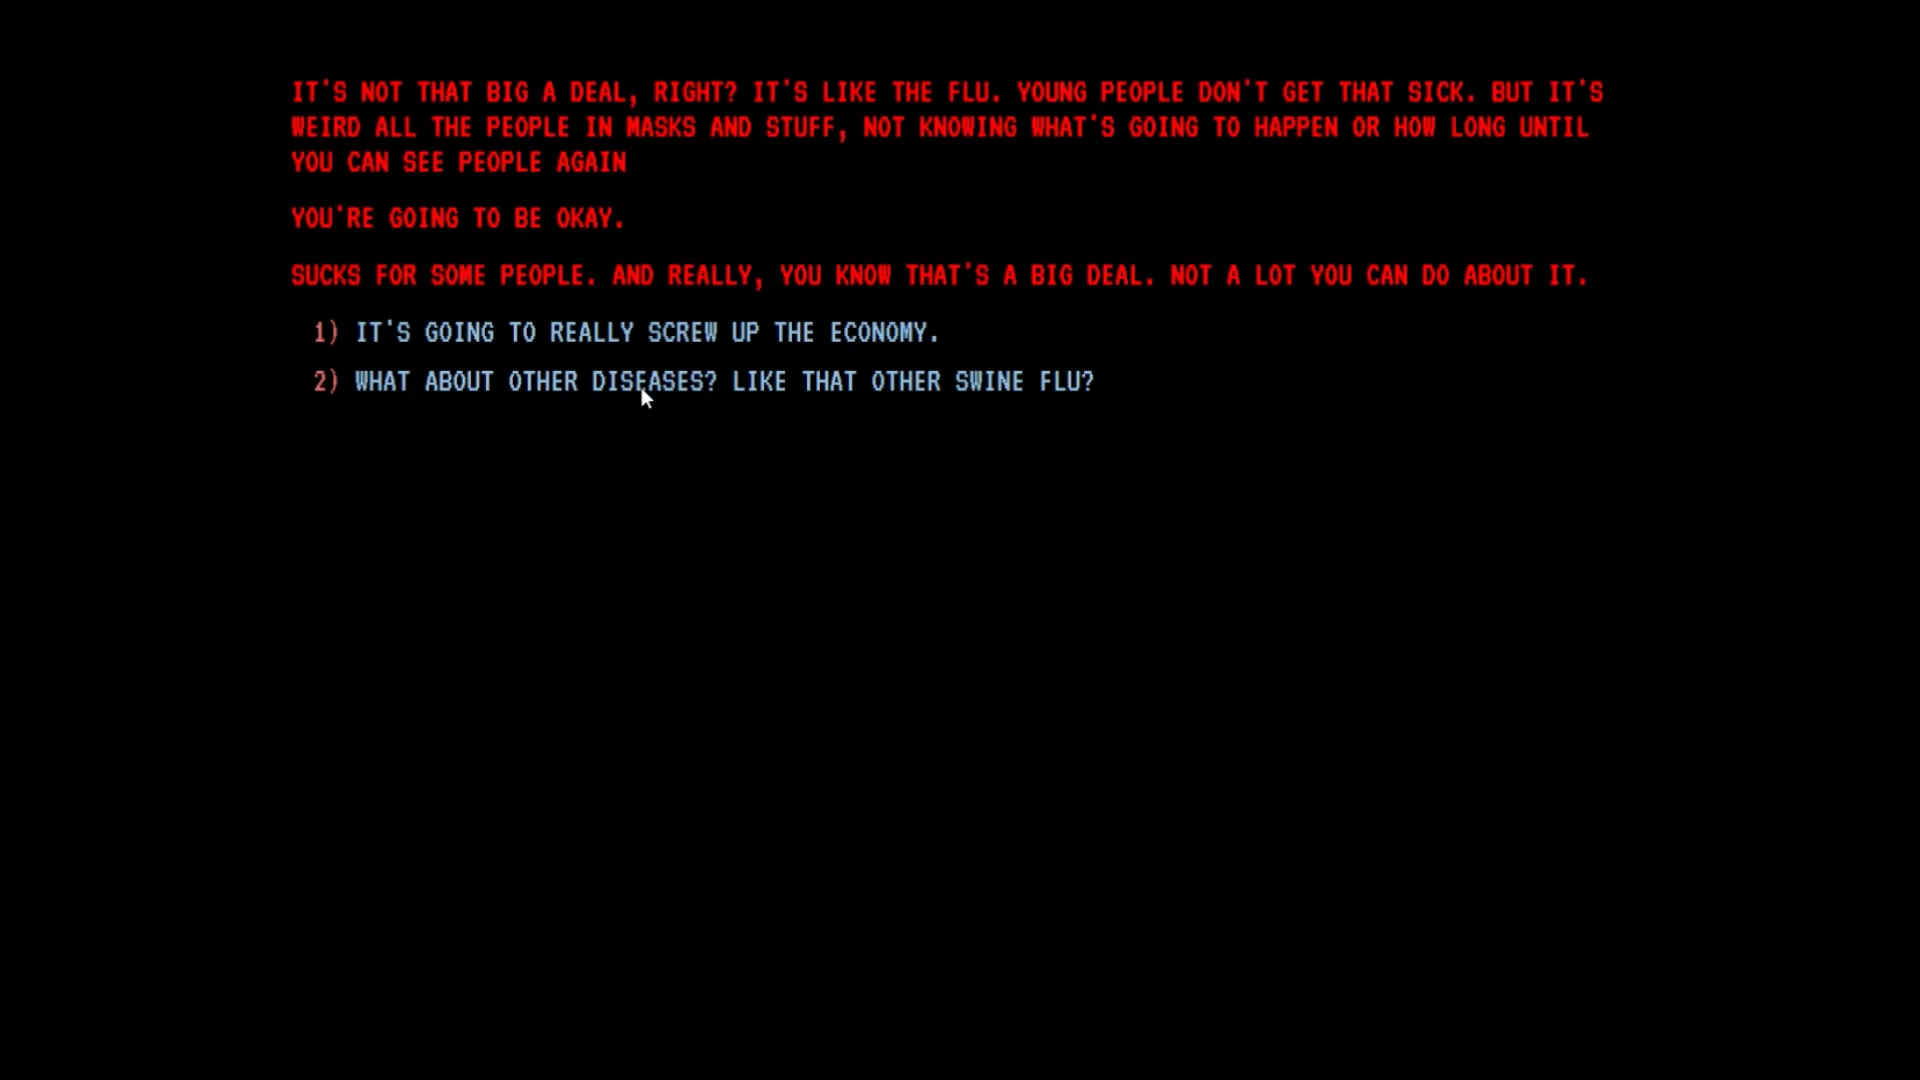 IT'S NOT THAT BIG A DEAL, RIGHT? IT'S LIKE THE FLU. YOUNG PEOPLE DON'T GET THAT SICK. BUT IT'S
WEIRD ALL THE PEOPLE IN MASKS AND STUFF, NOT KNOWING WHAT'S GOING TO HAPPEN OR HOW LONG UNTIL
YOU CAN SEE PEOPLE AGAIN
YOU'RE GOING TO BE OKAY.
SUCKS FOR SOME PEOPLE. AND REALLY, YOU KNOW THAT'S A BIG DEAL. NOT A LOT YOU CAN DO ABOUT IT.
1) IT'S GOING TO REALLY SCREW UP THE ECONOMY.
2) WHAT ABOUT OTHER DISEASES? LIKE THAT OTHER SWINE FLU?